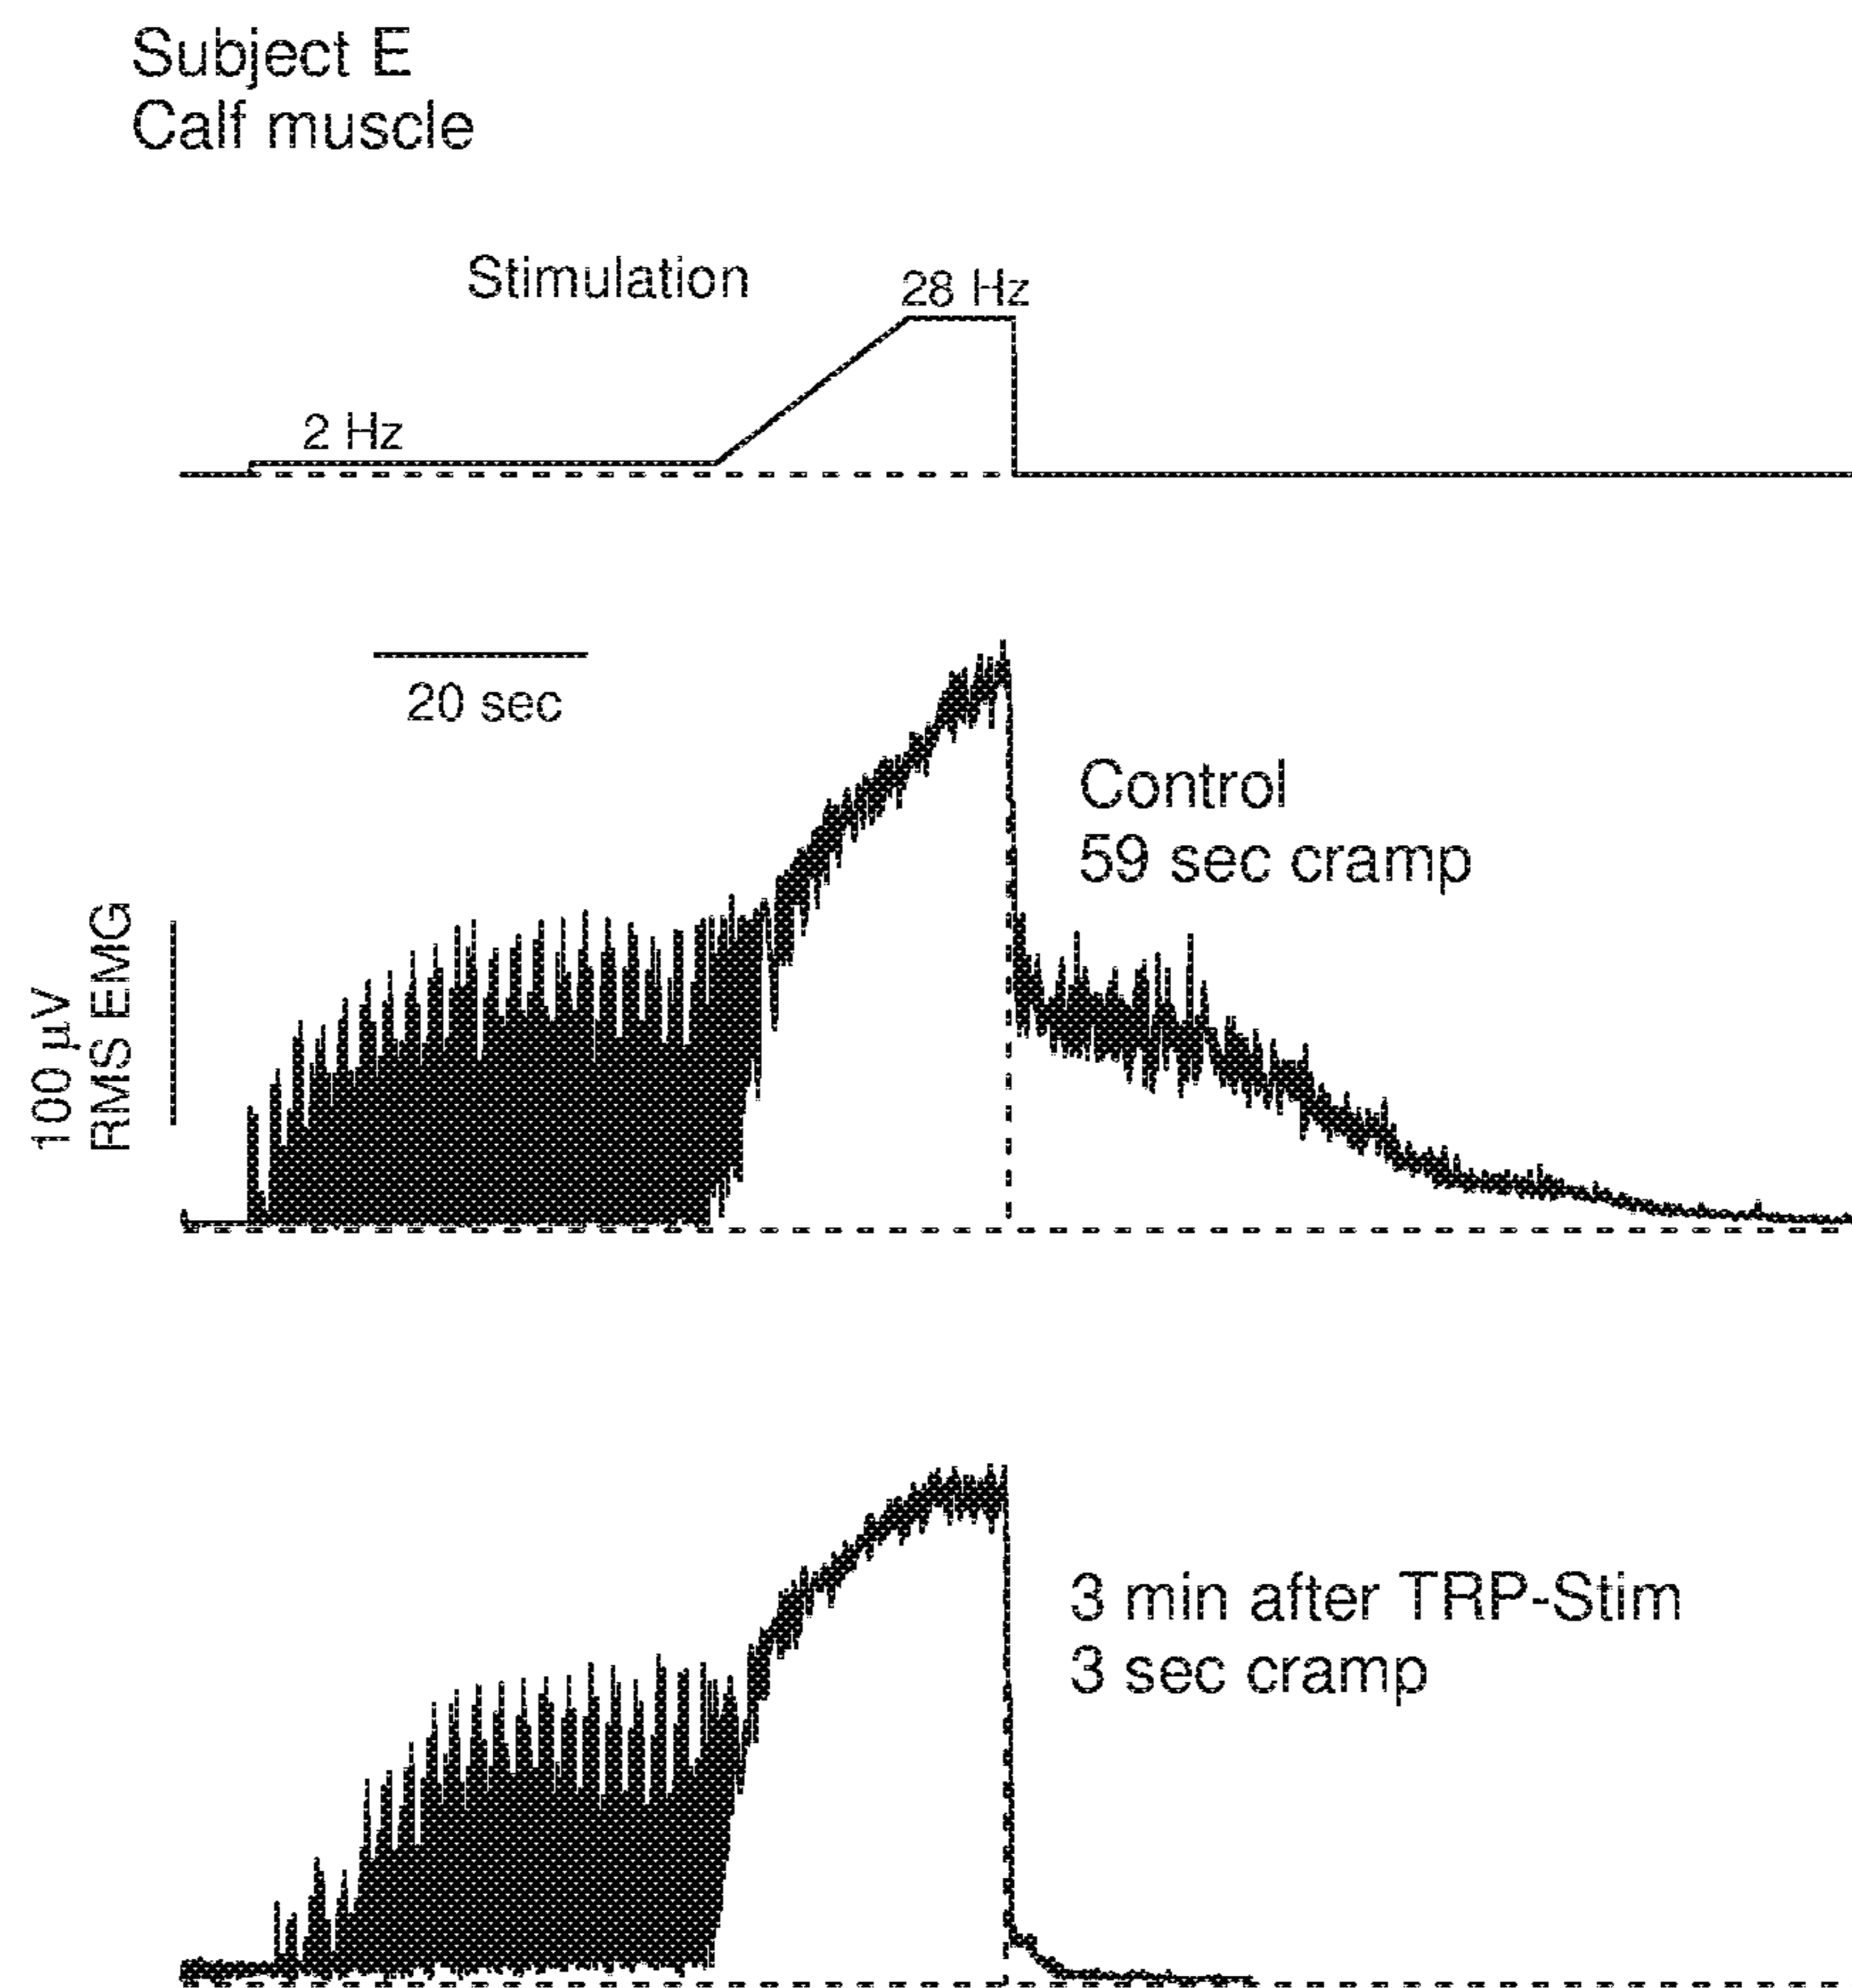 Subject E
Calf muscle
Stimulation
28 Hz
2 Hz
20 sec
Control
59 sec cramp
100 µV
RMS EMG
3 min after TRP-Stim
3 sec cramp